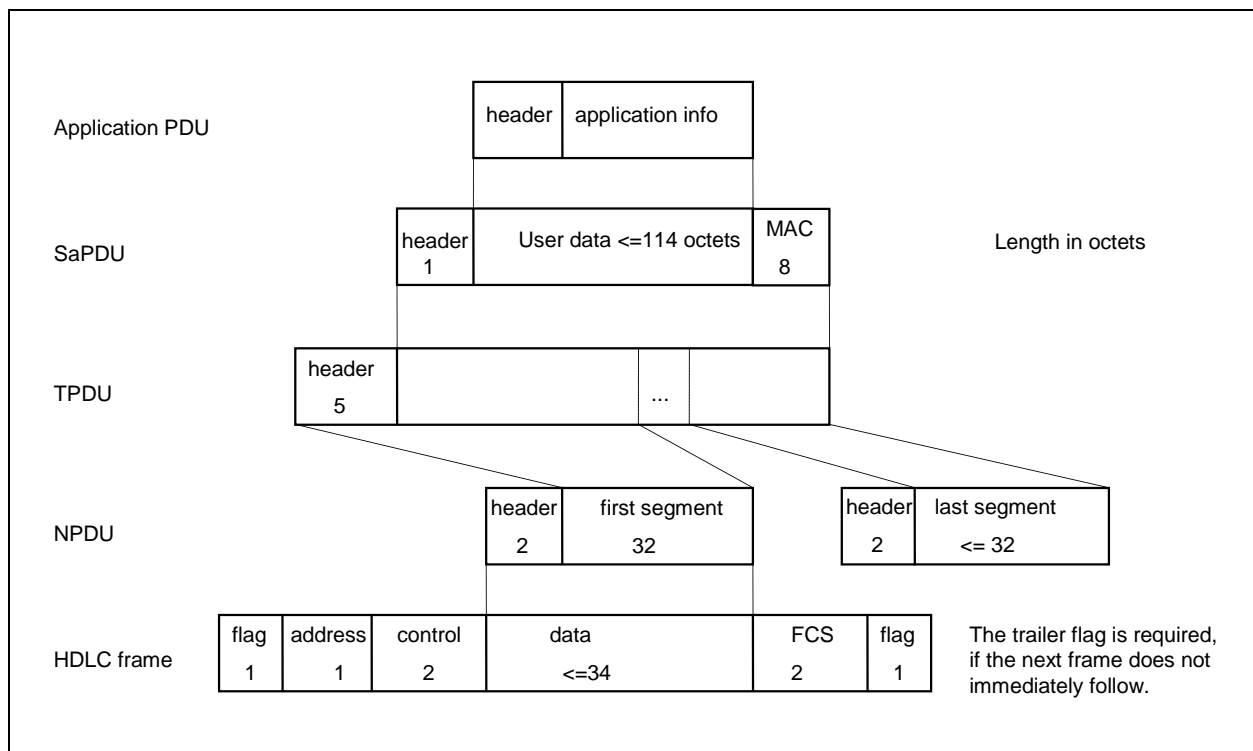 Application PDU
header
application info
SaPDU
header
1
User data <=114 octets
MAC
8
Length in octets
TPDU
header
5
...
NPDU
header
2
first segment
32
header
2
last segment
<= 32
HDLC frame
flag
1
address
1
control
2
data
<=34
FCS
2
flag
1
The trailer flag is required,
if the next frame does not
immediately follow.